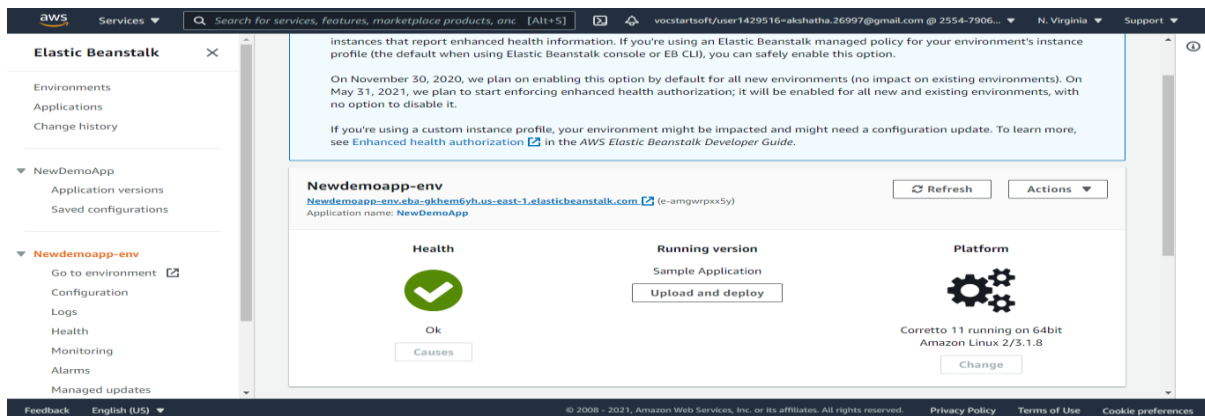 aws Services ▼ Search for services, features, marketplace products, anc [Alt+S] vocstartsoft/user1429516=akshatha.26997@gmail.com @ 2554-7906... ▼ N. Virginia ▼ Support ▼
Elastic Beanstalk
Environments
Applications
Change history
NewDemoApp
Application versions
Saved configurations
Newdemoapp-env
Go to environment
Configuration
Logs
Health
Monitoring
Alarms
Managed updates
instances that report enhanced health information. If you're using an Elastic Beanstalk managed policy for your environment's instance
profile (the default when using Elastic Beanstalk console or EB CLI), you can safely enable this option.
On November 30, 2020, we plan on enabling this option by default for all new environments (no impact on existing environments). On
May 31, 2021, we plan to start enforcing enhanced health authorization; it will be enabled for all new and existing environments, with
no option to disable it.
If you're using a custom instance profile, your environment might be impacted and might need a configuration update. To learn more,
see Enhanced health authorization in the AWS Elastic Beanstalk Developer Guide.
Newdemoapp-env
Refresh Actions ▼
Newdemoapp-env.eba-gkhem6yh.us-east-1.elasticbeanstalk.com (e-amgwrpxx5y)
Application name: NewDemoApp
Health
Ok
Causes
Running version
Sample Application
Upload and deploy
Platform
Corretto 11 running on 64bit
Amazon Linux 2/3.1.8
Change
Feedback English (US) ▼ © 2008 - 2021, Amazon Web Services, Inc. or its affiliates. All rights reserved. Privacy Policy Terms of Use Cookie preferences